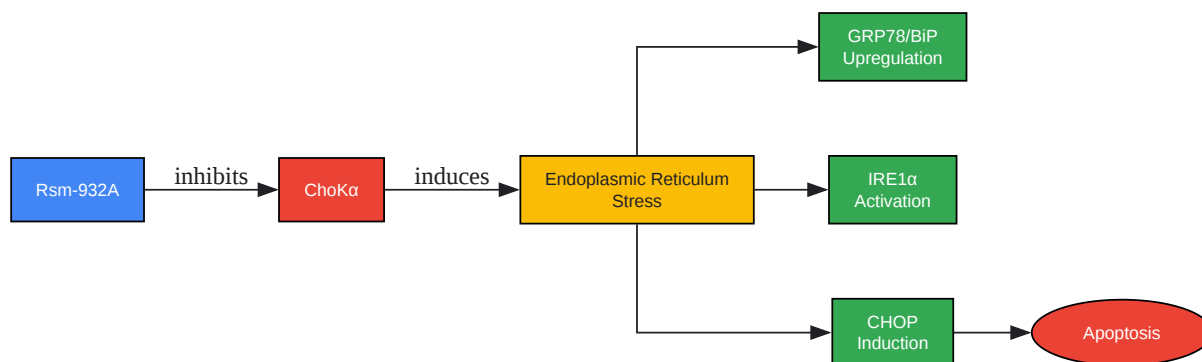 Rsm-932A
inhibits
ChoKα
induces
Endoplasmic Reticulum
Stress
GRP78/BiP
Upregulation
IRE1α
Activation
CHOP
Induction
Apoptosis